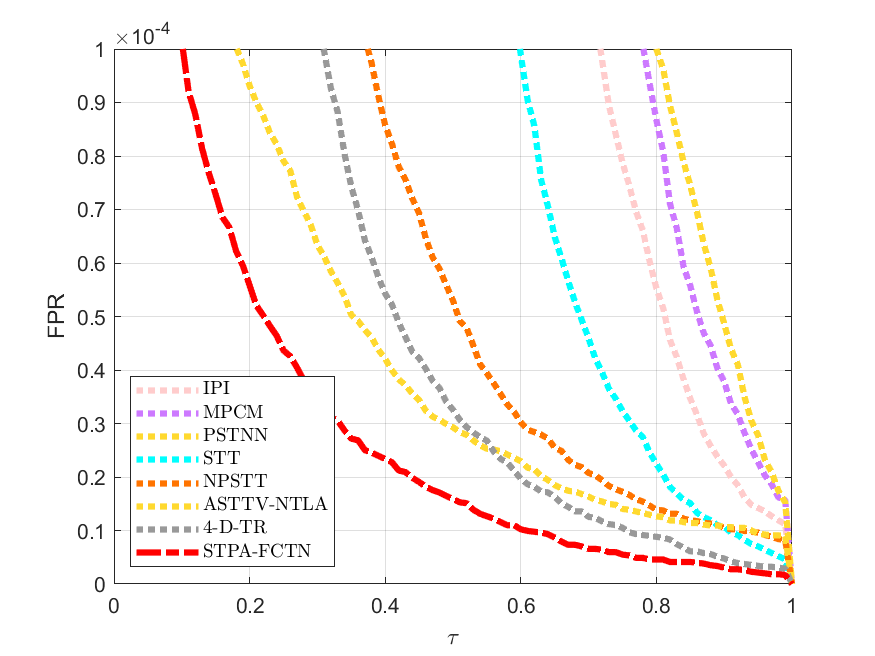 ×10^-4
1
0.9
0.8
0.7
0.6
0.5
0.4
0.3
0.2
0.1
0
FPR
IPI
MPCM
PSTNN
STT
NPSTT
ASTTV-NTLA
4-D-TR
STPA-FCTN
0 0.2 0.4 0.6 0.8 1
τ